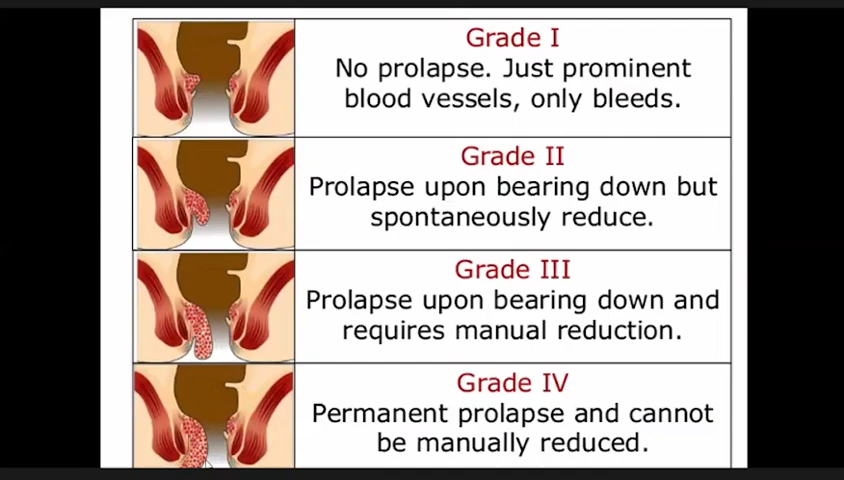 Grade I
No prolapse. Just prominent
blood vessels, only bleeds.
Grade II
Prolapse upon bearing down but
spontaneously reduce.
Grade III
Prolapse upon bearing down and
requires manual reduction.
Grade IV
Permanent prolapse and cannot
be manually reduced.